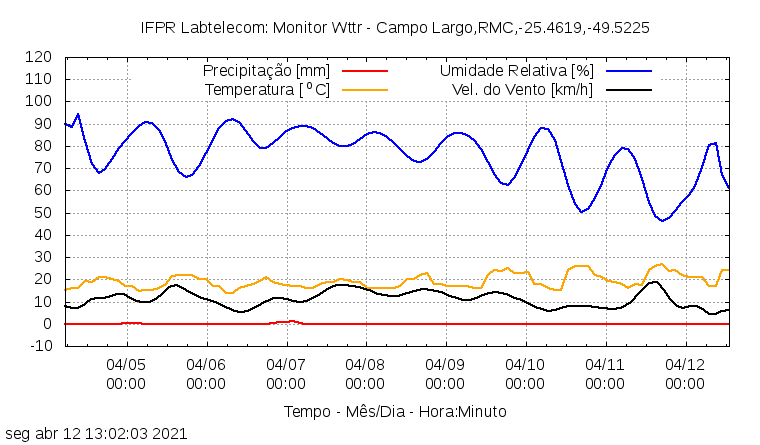 IFPR Labtelecom: Monitor Wttr - Campo Largo,RMC,-25.4619,-49.5225
120
110
100
90
80
70
60
50
40
30
20
10
0
-10
Precipitação [mm]
Temperatura [⁰C]
Umidade Relativa [%]
Vel. do Vento [km/h]
04/05 04/06 04/07 04/08 04/09 04/10 04/11 04/12
00:00 00:00 00:00 00:00 00:00 00:00 00:00 00:00
Tempo - Mês/Dia - Hora:Minuto
seg abr 12 13:02:03 2021